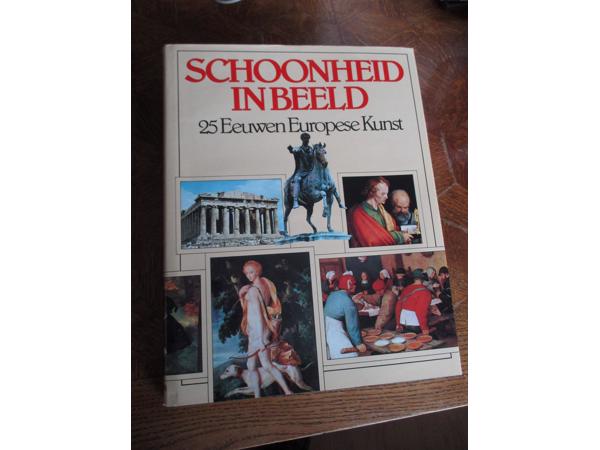 SCHOONHEID
IN BEELD
25 Eeuwen Europese Kunst